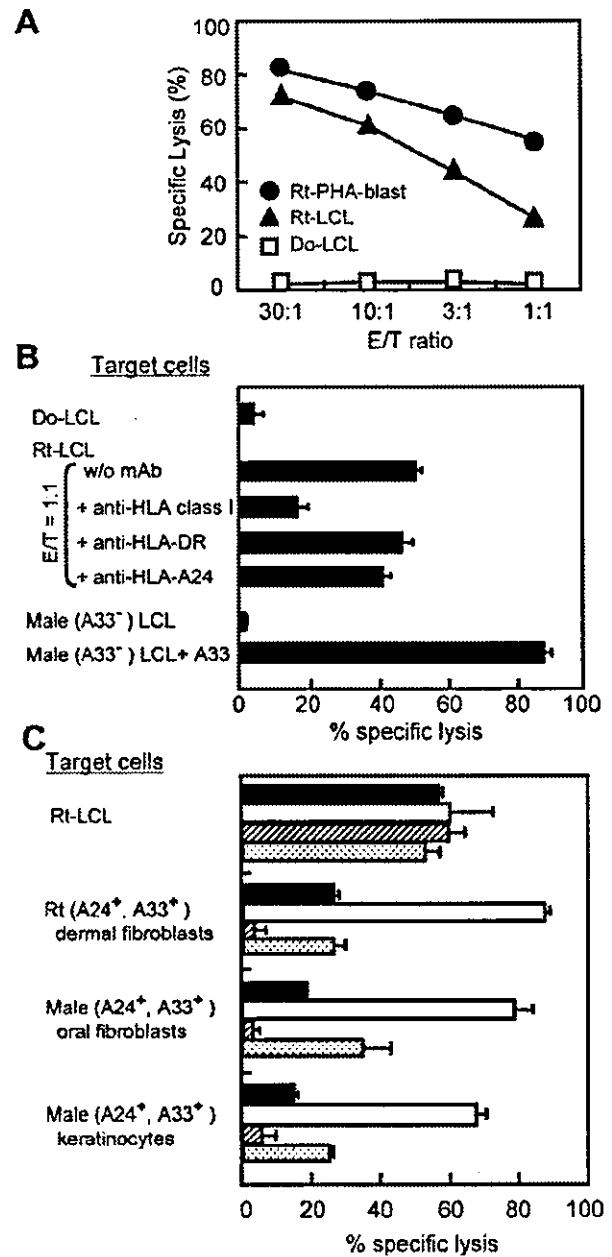 A
Specific Lysis (%)
100
80
60
40
20
0
Rt-PHA-blast
Rt-LCL
Do-LCL
30:1
10:1
3:1
1:1
E/T ratio
B
Target cells
Do-LCL
Rt-LCL
E/T = 1:1
w/o mAb
+ anti-HLA class I
+ anti-HLA-DR
+ anti-HLA-A24
Male (A33⁻) LCL
Male (A33⁻) LCL+ A33
0
20
40
60
80
100
% specific lysis
C
Target cells
Rt-LCL
Rt (A24⁺, A33⁺)
dermal fibroblasts
Male (A24⁺, A33⁺)
oral fibroblasts
Male (A24⁺, A33⁺)
keratinocytes
0
20
40
60
80
100
% specific lysis